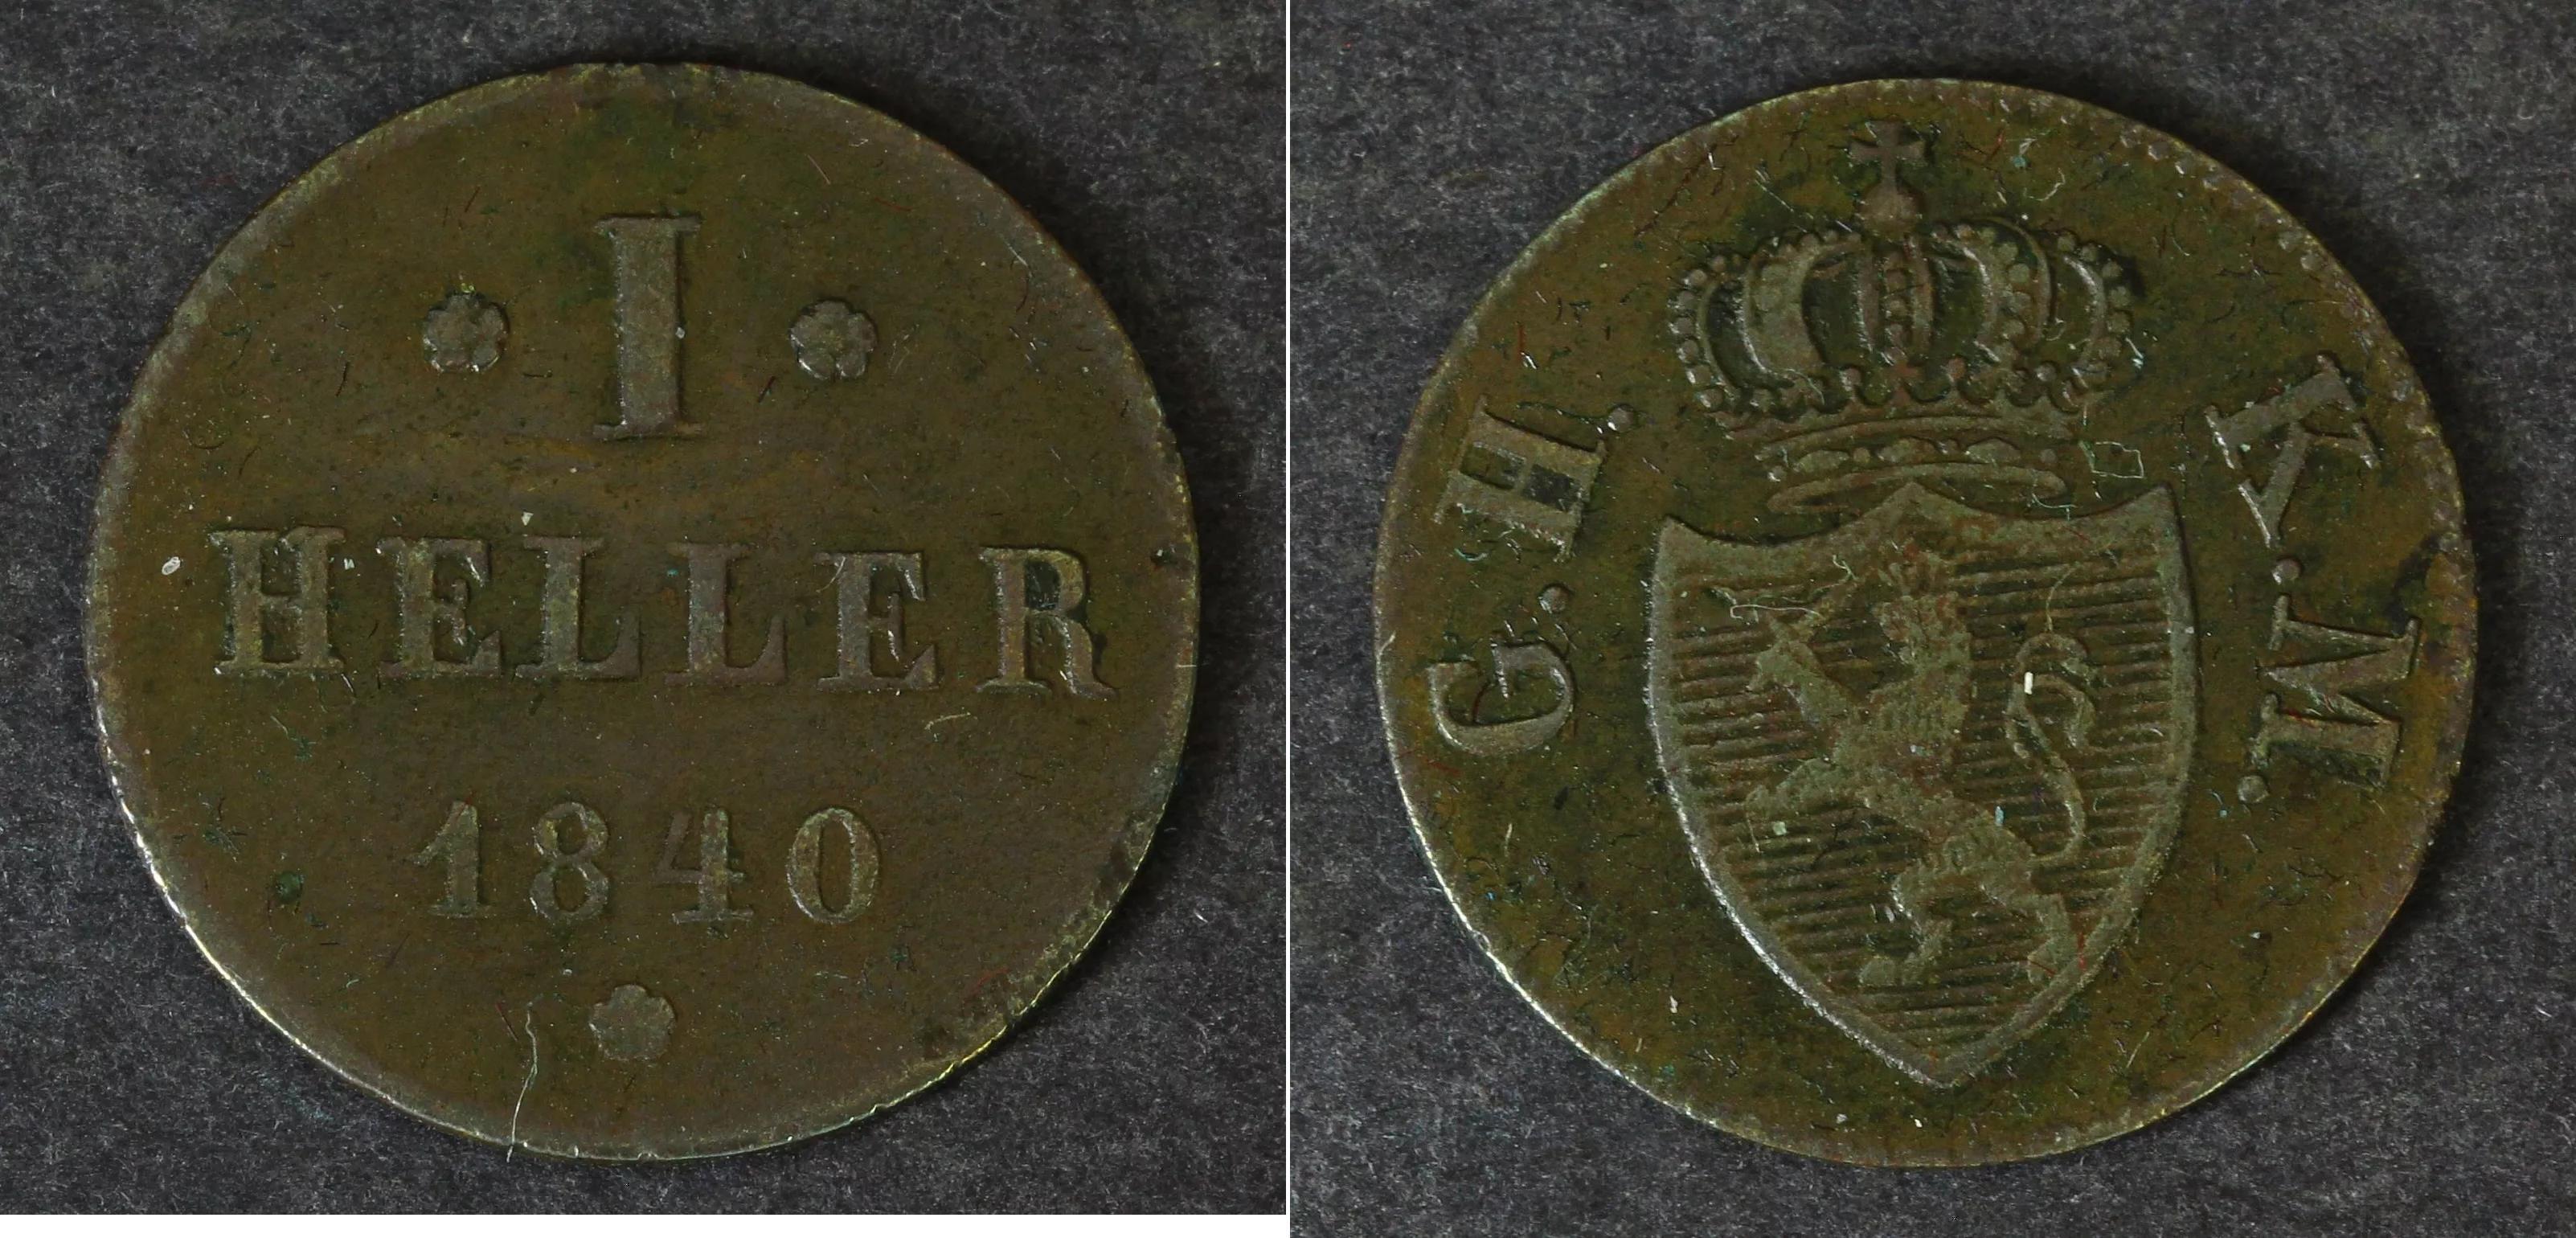 I
HELLER
1840
G.H. K.M.